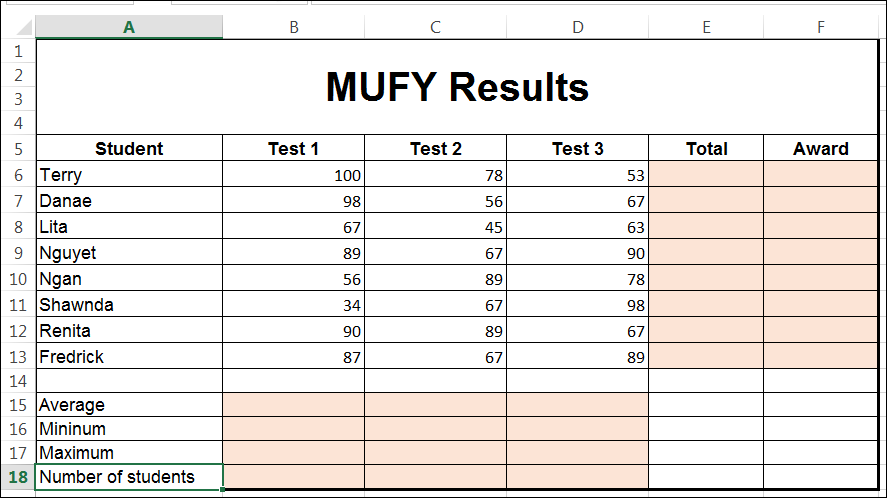 A B C D E F
1
2
MUFY Results
3
4
5 Student Test 1 Test 2 Test 3 Total Award
6 Terry 100 78 53
7 Danae 98 56 67
8 Lita 67 45 63
9 Nguyet 89 67 90
10 Ngan 56 89 78
11 Shawnda 34 67 98
12 Renita 90 89 67
13 Fredrick 87 67 89
14
15 Average
16 Mininum
17 Maximum
18 Number of students